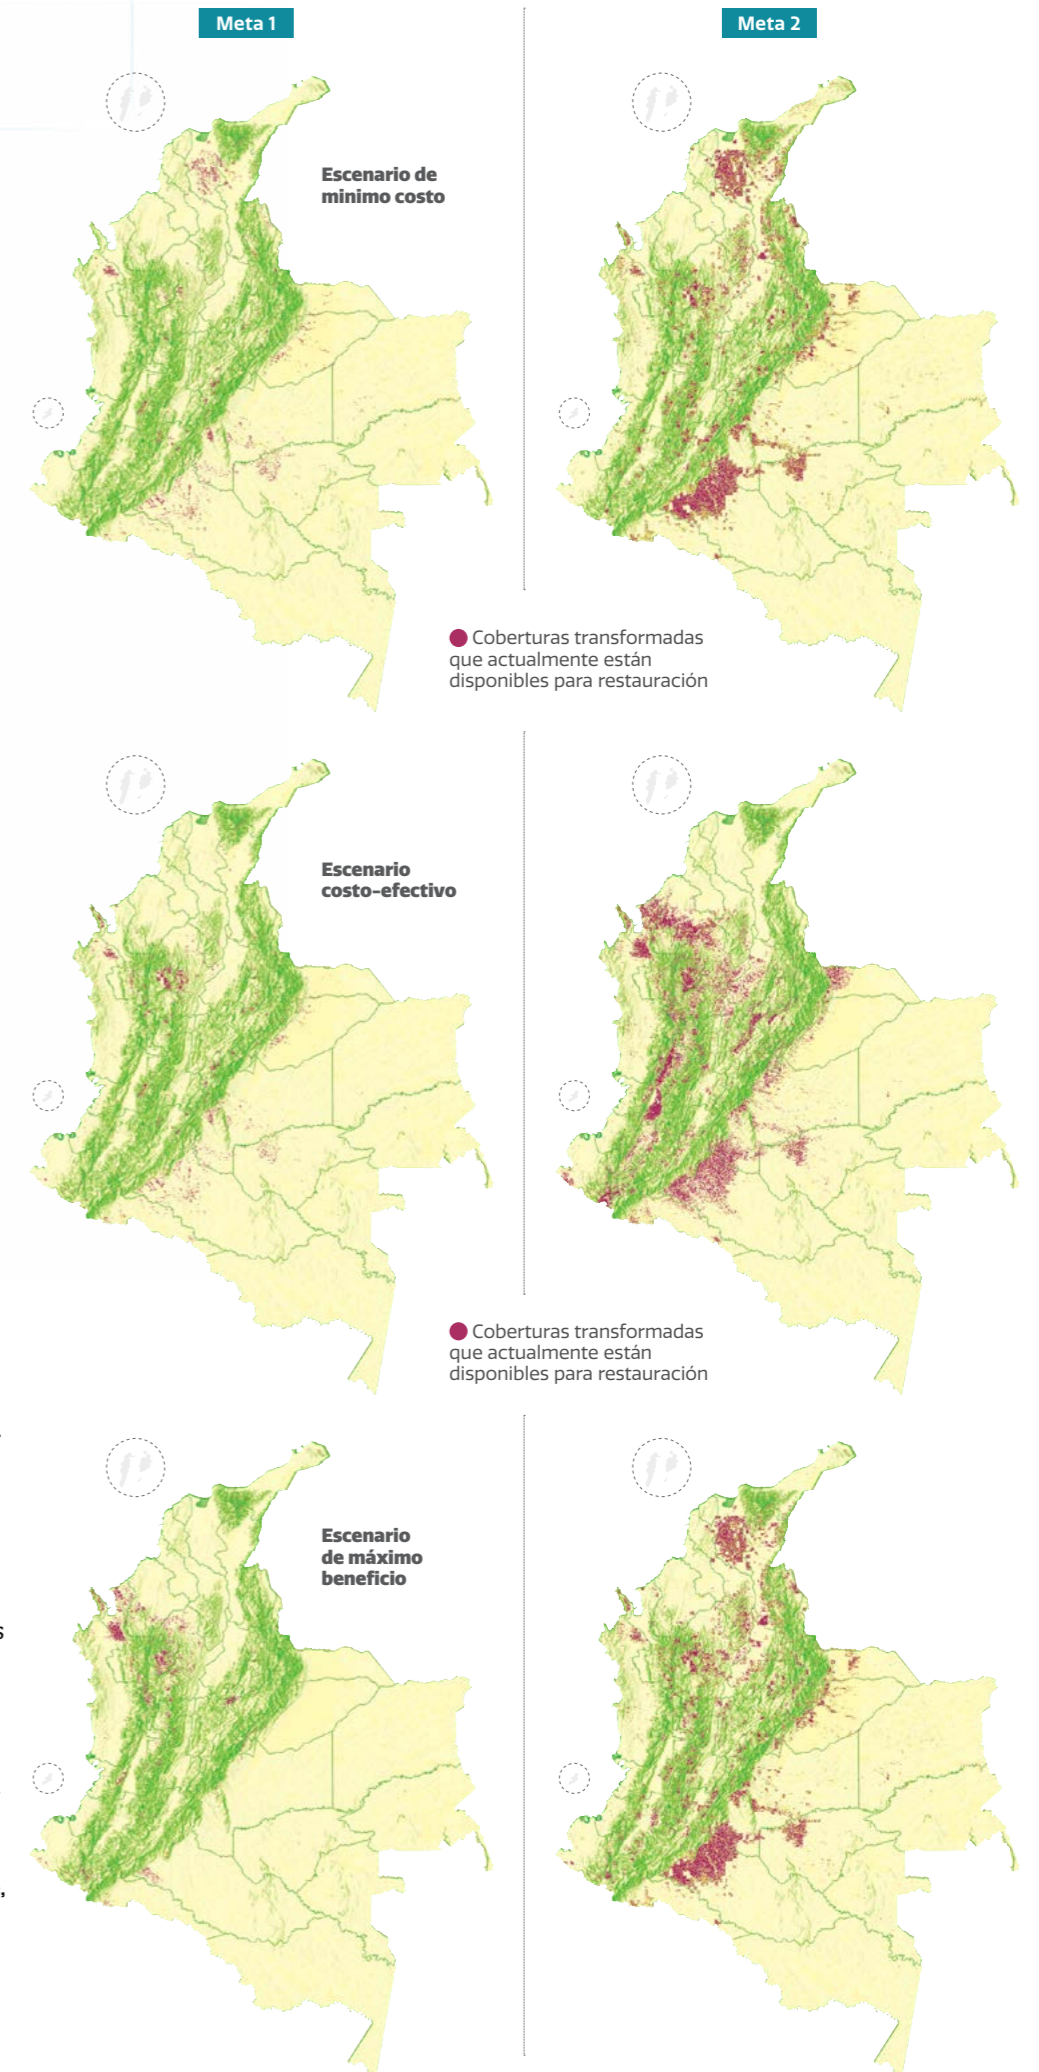 Meta 1
Meta 2
Escenario de
minimo costo
Coberturas transformadas
que actualmente están
disponibles para restauración
Escenario
costo-efectivo
Coberturas transformadas
que actualmente están
disponibles para restauración
Escenario
de máximo
beneficio
s
,